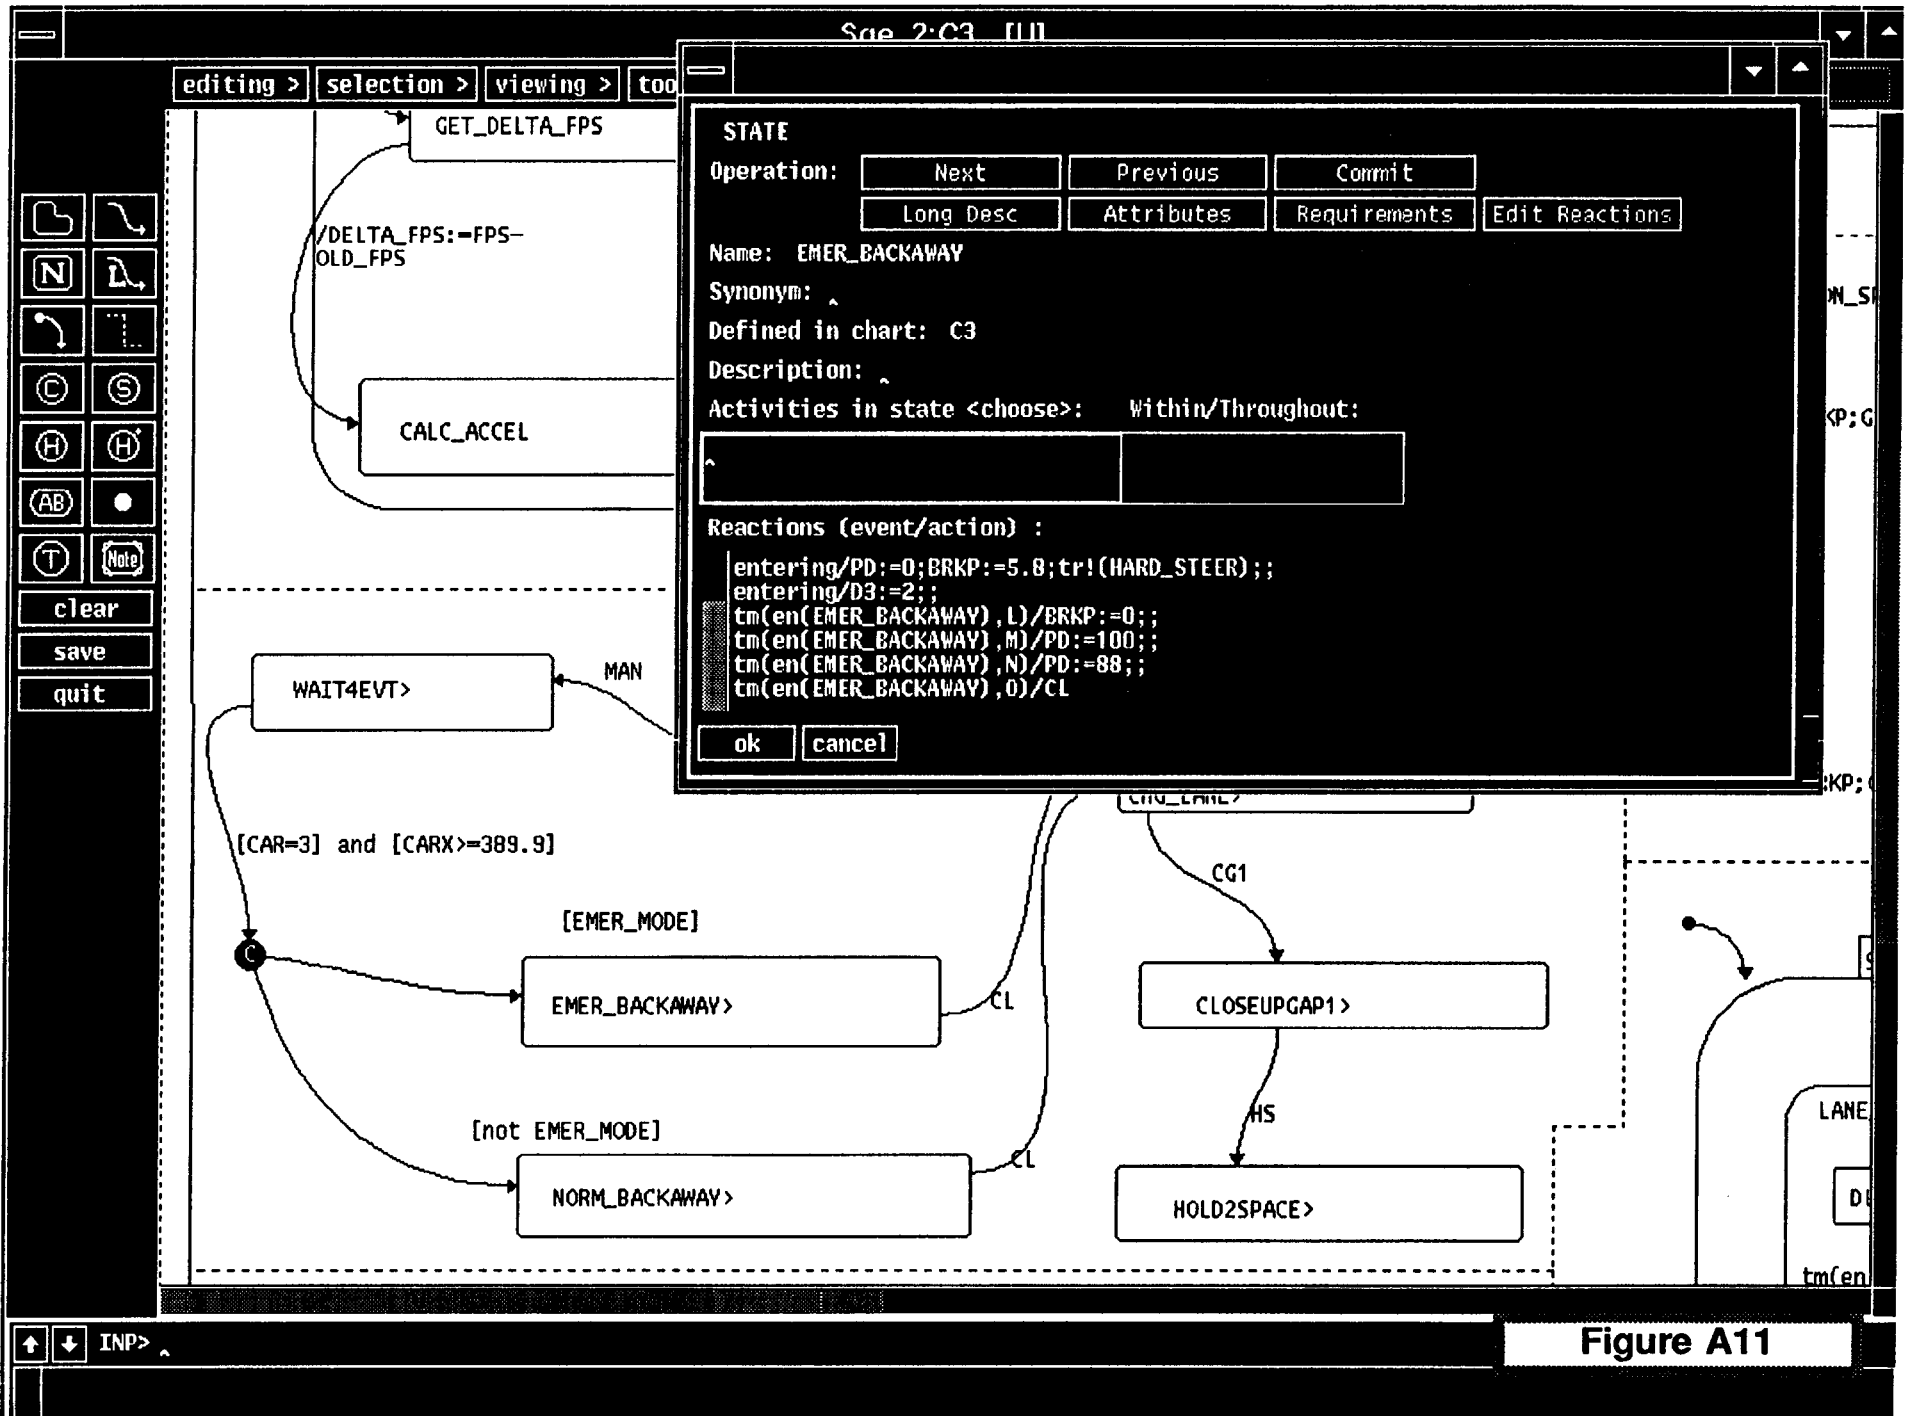 editing >
selection >
viewing >
STATE
Operation:
Next
Previous
Commit
Long Desc
Attributes
Requirements
Edit Reactions
Name: EMER_BACKAWAY
Synonym:
Defined in chart: C3
Description:
Activities in state <choose>: Within/Throughout:
Reactions (event/action) :
entering/PD:=0;BRKP:=5.8;tr!(HARD_STEER);;
entering/D3:=2;;
tm(en(EMER_BACKAWAY),L)/BRKP:=0;;
tm(en(EMER_BACKAWAY),M)/PD:=100;;
tm(en(EMER_BACKAWAY),N)/PD:=88;;
tm(en(EMER_BACKAWAY),O)/CL
ok
cancel
GET_DELTA_FPS
/DELTA_FPS:=FPS-
OLD_FPS
CALC_ACCEL
N
C
S
H
H
AB
T
Note
clear
save
quit
WAIT4EVT>
MAN
[CAR=3] and [CARX>=389.9]
C
[EMER_MODE]
EMER_BACKAWAY>
CL
[not EMER_MODE]
NORM_BACKAWAY>
CL
CG1
CLOSEUPGAP1>
HS
HOLD2SPACE>
LANE
tm(en
INP>
Figure A11